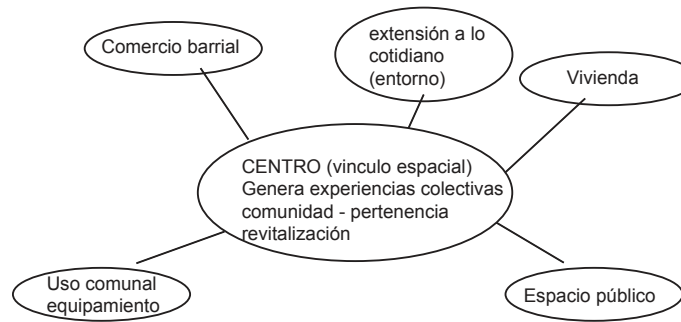 Comercio barrial
extensión a lo
cotidiano
(entorno)
Vivienda
CENTRO (vinculo espacial)
Genera experiencias colectivas
comunidad - pertenencia
revitalización
Uso comunal
equipamiento
Espacio público